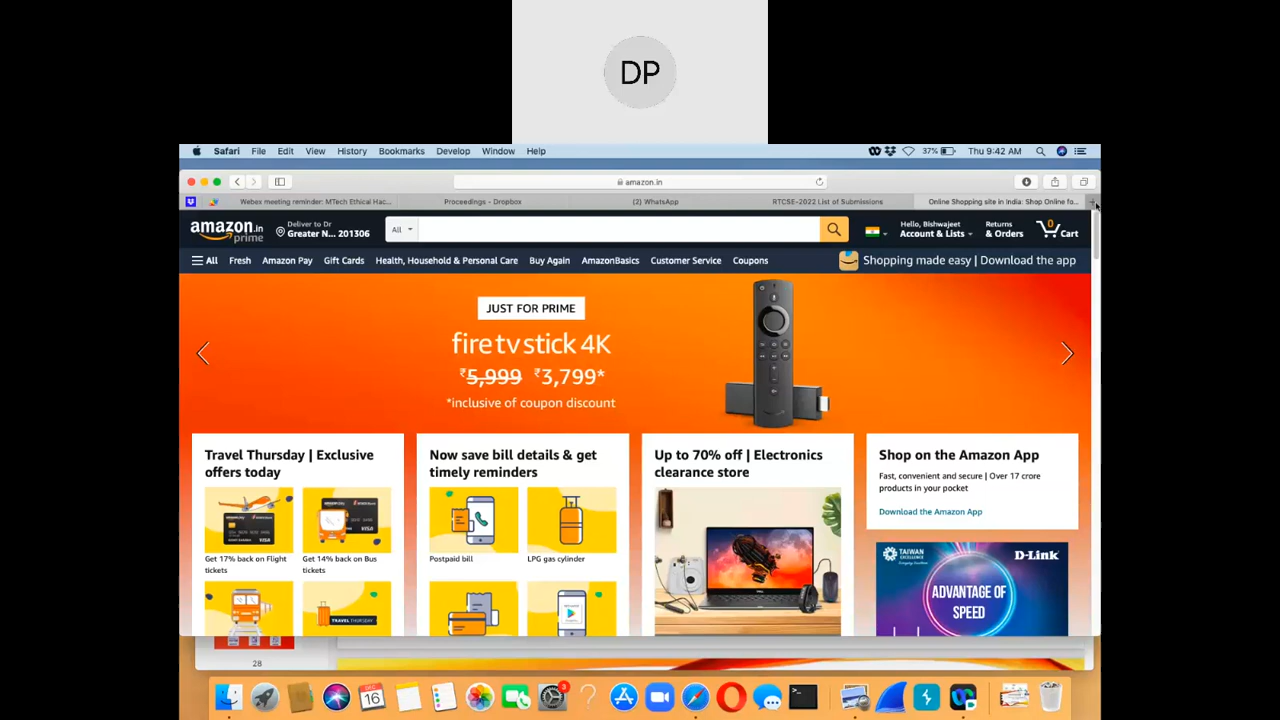 DP
Safari File Edit View History Bookmarks Develop Window Help
37% Thu 9:42 AM
amazon.in
Webex meeting reminder: MTech Ethical Hac...
Proceedings - Dropbox
(2) WhatsApp
RTCSE-2022 List of Submissions
Online Shopping site in India: Shop Online fo...
amazon.in
prime
Deliver to Dr
Greater N... 201306
All
Hello, Bishwajeet
Account & Lists
Returns
& Orders
0
Cart
All Fresh Amazon Pay Gift Cards Health, Household & Personal Care Buy Again AmazonBasics Customer Service Coupons
Shopping made easy | Download the app
JUST FOR PRIME
fire tv stick 4K
₹5,999 ₹3,799*
*inclusive of coupon discount
Travel Thursday | Exclusive
offers today
Get 17% back on Flight
tickets
Get 14% back on Bus
tickets
TRAVEL THURSDAY
Now save bill details & get
timely reminders
Postpaid bill
LPG gas cylinder
Up to 70% off | Electronics
clearance store
Shop on the Amazon App
Fast, convenient and secure | Over 17 crore
products in your pocket
Download the Amazon App
TAIWAN
EXCELLENCE
D-Link
ADVANTAGE OF
SPEED
28
DEC
16
3